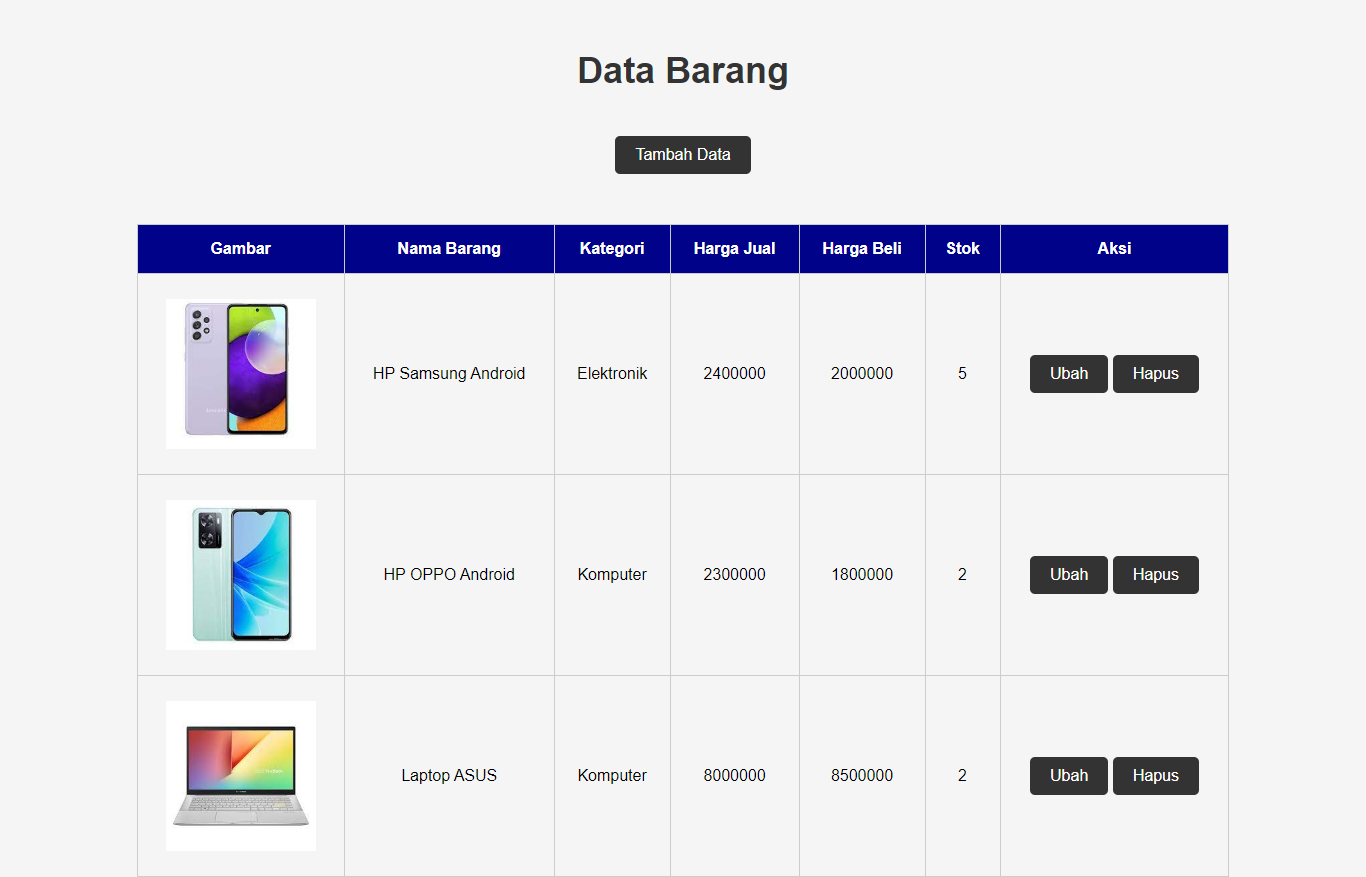 Data Barang
Tambah Data
Gambar Nama Barang Kategori Harga Jual Harga Beli Stok Aksi
HP Samsung Android Elektronik 2400000 2000000 5 Ubah Hapus
HP OPPO Android Komputer 2300000 1800000 2 Ubah Hapus
Laptop ASUS Komputer 8000000 8500000 2 Ubah Hapus